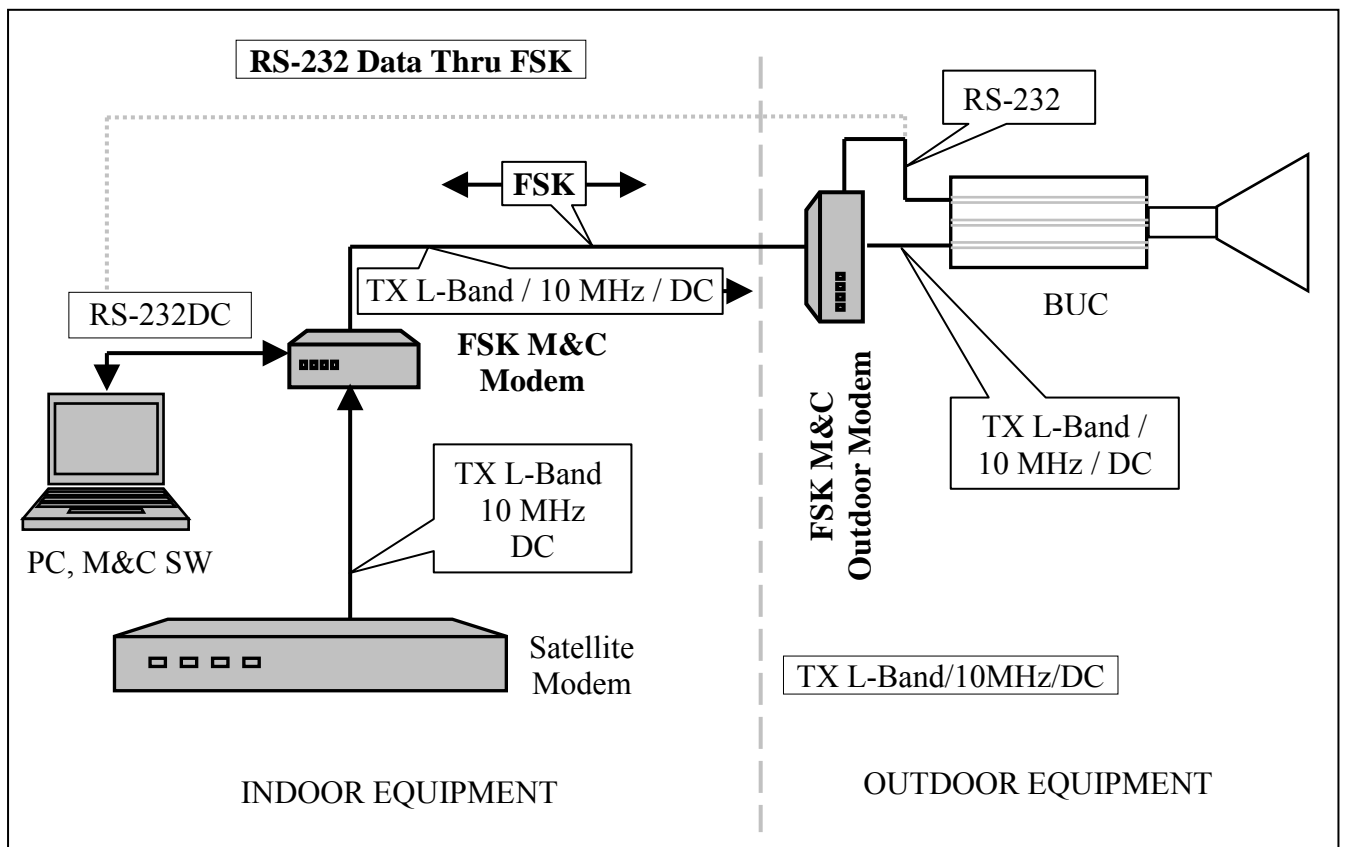 RS-232 Data Thru FSK
RS-232
FSK
TX L-Band / 10 MHz / DC
RS-232DC
FSK M&C
Modem
BUC
FSK M&C
Outdoor Modem
TX L-Band /
10 MHz / DC
TX L-Band
10 MHz
DC
PC, M&C SW
Satellite
Modem
TX L-Band/10MHz/DC
INDOOR EQUIPMENT
OUTDOOR EQUIPMENT